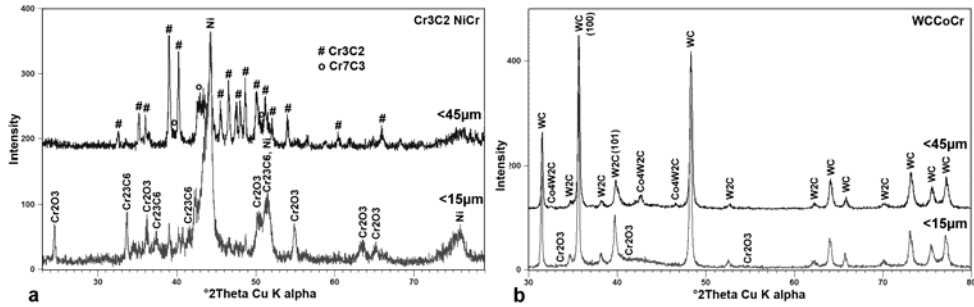 Cr3C2 NiCr
# Cr3C2
o Cr7C3
Intensity
400
300
200
100
0
# # # # # # # # # # # # # # # #
o o o
Ni
<45µm
<15µm
Cr2O3
Cr23C6
Cr2O3
Cr23C6
Cr23C6
Cr2O3
Cr23C6, Ni
Cr2O3
Cr2O3
Cr2O3
Ni
30 40 50 60 70
°2Theta Cu K alpha
a
WCCoCr
Intensity
400
200
0
WC
Co4W2C
W2C
WC (100)
W2C
W2C (101)
Co4W2C
Co4W2C
WC
W2C
W2C
WC
WC
W2C
WC
WC
WC
<45µm
<15µm
Cr2O3
Cr2O3
Cr2O3
30 40 50 60 70 80
°2Theta Cu K alpha
b